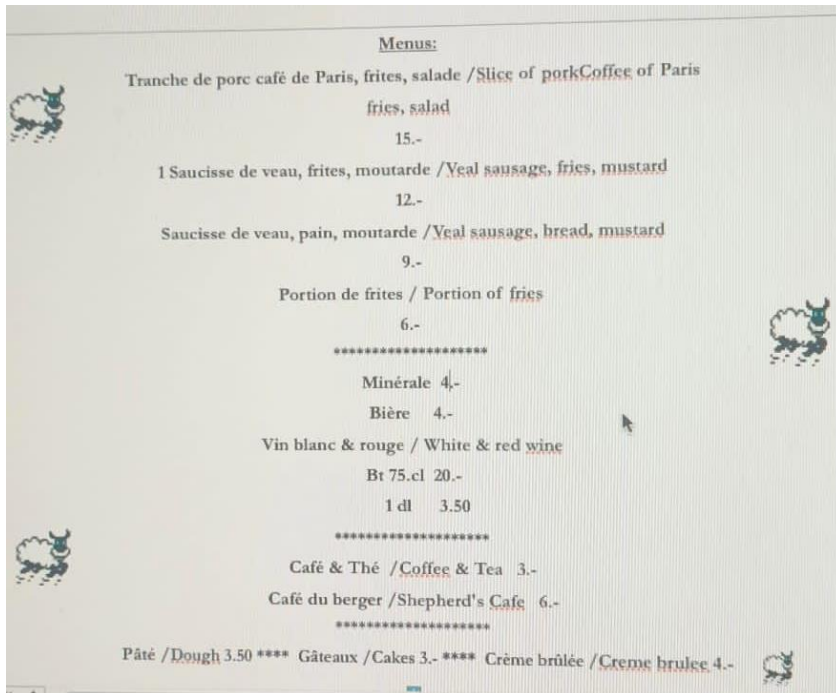 Menus:
Tranche de porc café de Paris, frites, salade /Slice of porkCoffee of Paris
fries, salad
15.-
1 Saucisse de veau, frites, moutarde /Veal sausage, fries, mustard
12.-
Saucisse de veau, pain, moutarde /Veal sausage, bread, mustard
9.-
Portion de frites / Portion of fries
6.-
********************
Minérale 4.-
Bière 4.-
Vin blanc & rouge / White & red wine
Bt 75.cl 20.-
1 dl 3.50
********************
Café & Thé /Coffee & Tea 3.-
Café du berger /Shepherd's Cafe 6.-
********************
Pâté /Dough 3.50 **** Gâteaux /Cakes 3.- **** Crème brûlée /Creme brulee 4.-